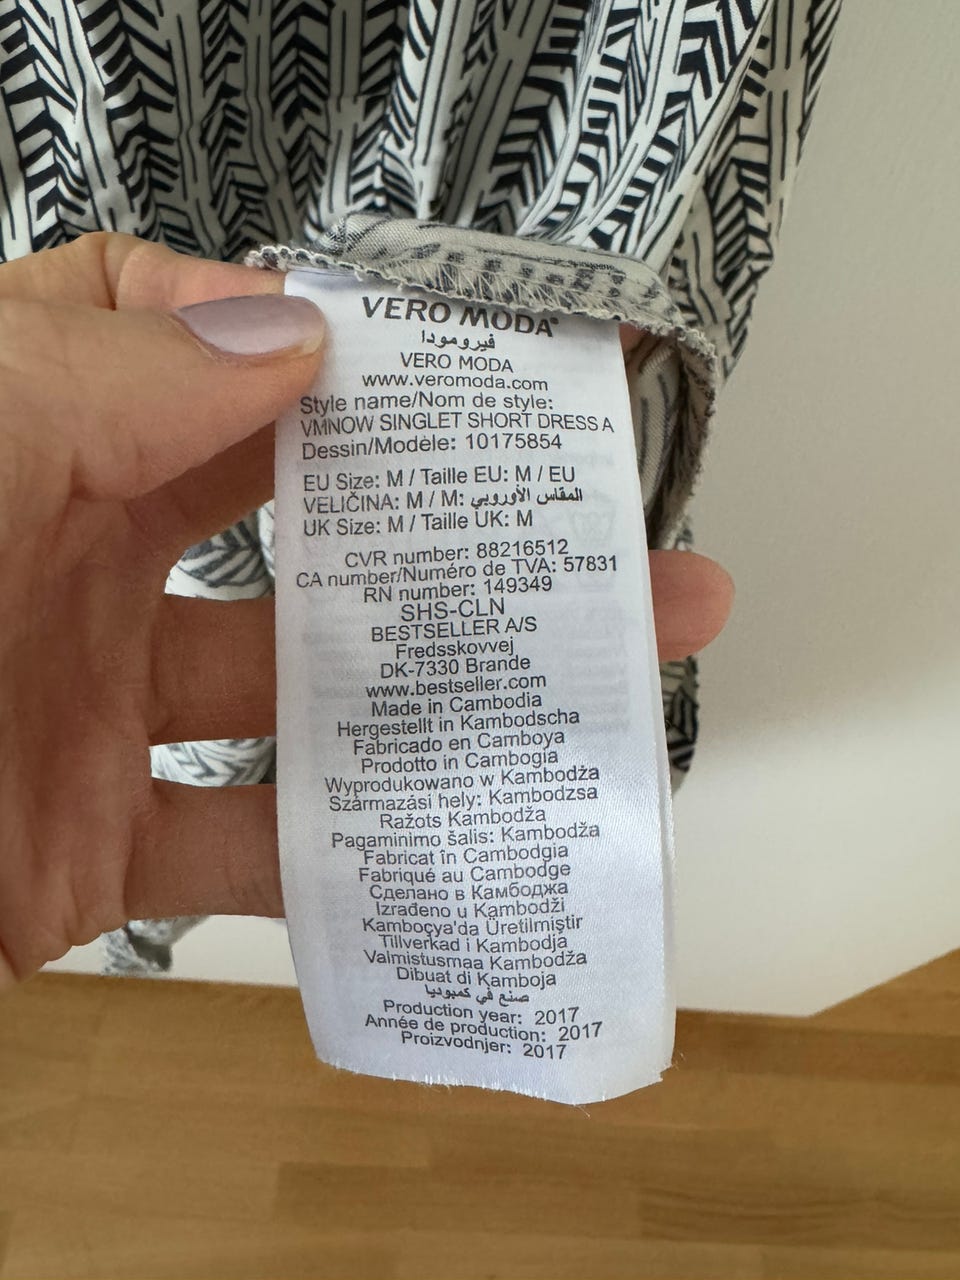 VERO MODA®
فيرومودا
VERO MODA
www.veromoda.com
Style name/Nom de style:
VMNOW SINGLET SHORT DRESS A
Dessin/Modèle: 10175854
EU Size: M / Taille EU: M / EU
VELIČINA: M / M: المقاس الأوروبي
UK Size: M / Taille UK: M
CVR number: 88216512
CA number/Numéro de TVA: 57831
RN number: 149349
SHS-CLN
BESTSELLER A/S
Fredsskovvej
DK-7330 Brande
www.bestseller.com
Made in Cambodia
Hergestellt in Kambodscha
Fabricado en Camboya
Prodotto in Cambogia
Wyprodukowano w Kambodża
Származási hely: Kambodzsa
Ražots Kambodža
Pagaminimo šalis: Kambodža
Fabricat în Cambodgia
Fabriqué au Cambodge
Сделано в Камбоджа
Izrađeno u Kambodži
Kamboçya'da Üretilmiştir
Tillverkad i Kambodja
Valmistusmaa Kambodža
Dibuat di Kamboja
صنع في كمبوديا
Production year: 2017
Année de production: 2017
Proizvodnjer: 2017